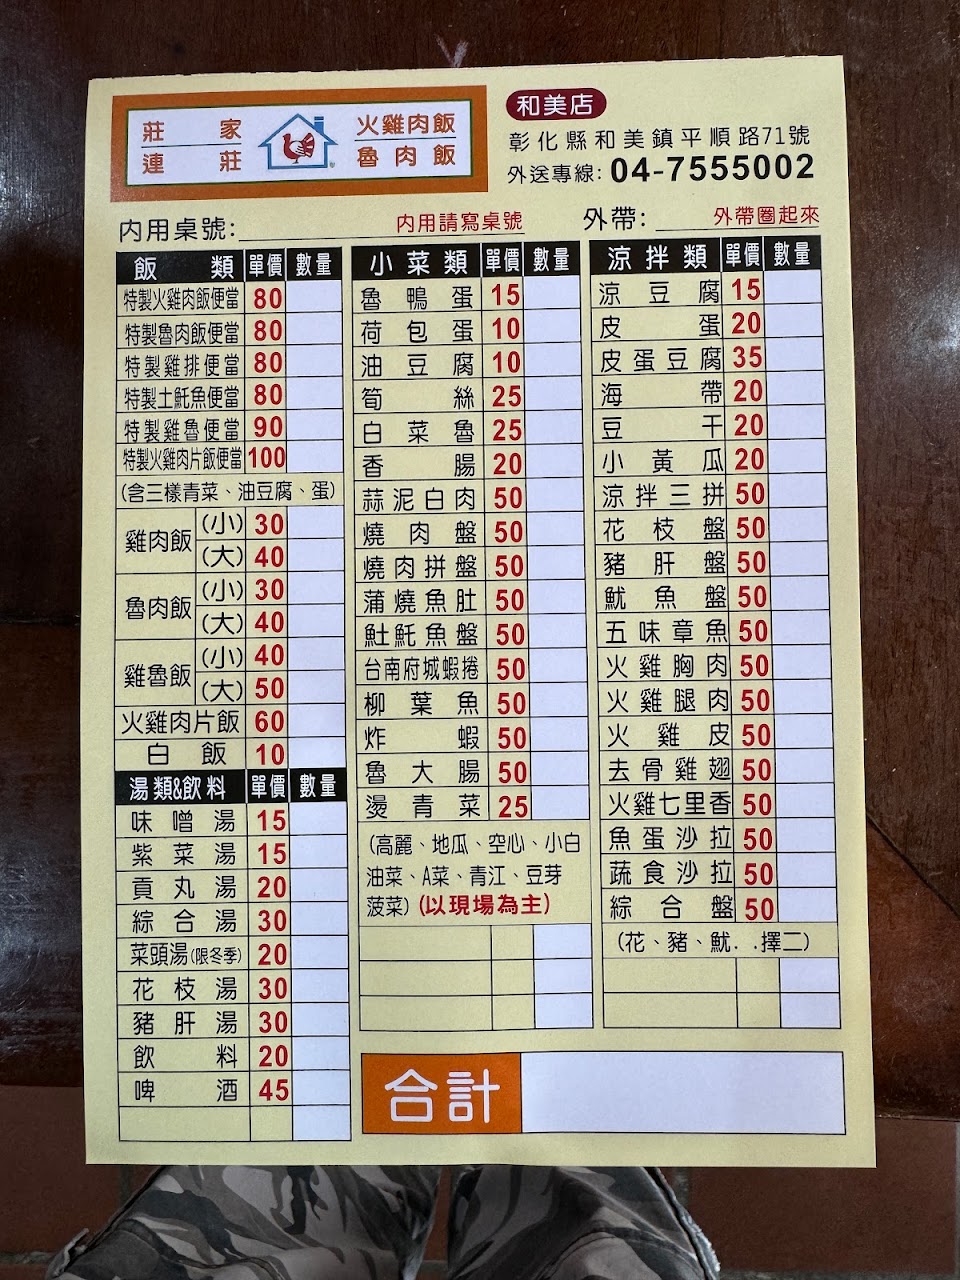 莊家
連莊
火雞肉飯
魯肉飯
和美店
彰化縣和美鎮平順路71號
外送專線: 04-7555002
內用桌號: 內用請寫桌號
外帶: 外帶圈起來
飯類 單價 數量
特製火雞肉飯便當 80
特製魯肉飯便當 80
特製雞排便當 80
特製土魠魚便當 80
特製雞魯便當 90
特製火雞肉片飯便當 100
(含三樣青菜、油豆腐、蛋)
雞肉飯 (小) 30
(大) 40
魯肉飯 (小) 30
(大) 40
雞魯飯 (小) 40
(大) 50
火雞肉片飯 60
白飯 10
湯類&飲料 單價 數量
味噌湯 15
紫菜湯 15
貢丸湯 20
綜合湯 30
菜頭湯(限冬季) 20
花枝湯 30
豬肝湯 30
飲料 20
啤酒 45
小菜類 單價 數量
魯鴨蛋 15
荷包蛋 10
油豆腐 10
筍絲 25
白菜魯 25
香腸 20
蒜泥白肉 50
燒肉盤 50
燒肉拼盤 50
蒲燒魚肚 50
𩵚魠魚盤 50
台南府城蝦捲 50
柳葉魚 50
炸蝦 50
魯大腸 50
燙青菜 25
(高麗、地瓜、空心、小白
油菜、A菜、青江、豆芽
菠菜) (以現場為主)
涼拌類 單價 數量
涼豆腐 15
皮蛋 20
皮蛋豆腐 35
海帶 20
豆干 20
小黃瓜 20
涼拌三拼 50
花枝盤 50
豬肝盤 50
魷魚盤 50
五味章魚 50
火雞胸肉 50
火雞腿肉 50
火雞皮 50
去骨雞翅 50
火雞七里香 50
魚蛋沙拉 50
蔬食沙拉 50
綜合盤 50
(花、豬、魷..擇二)
合計